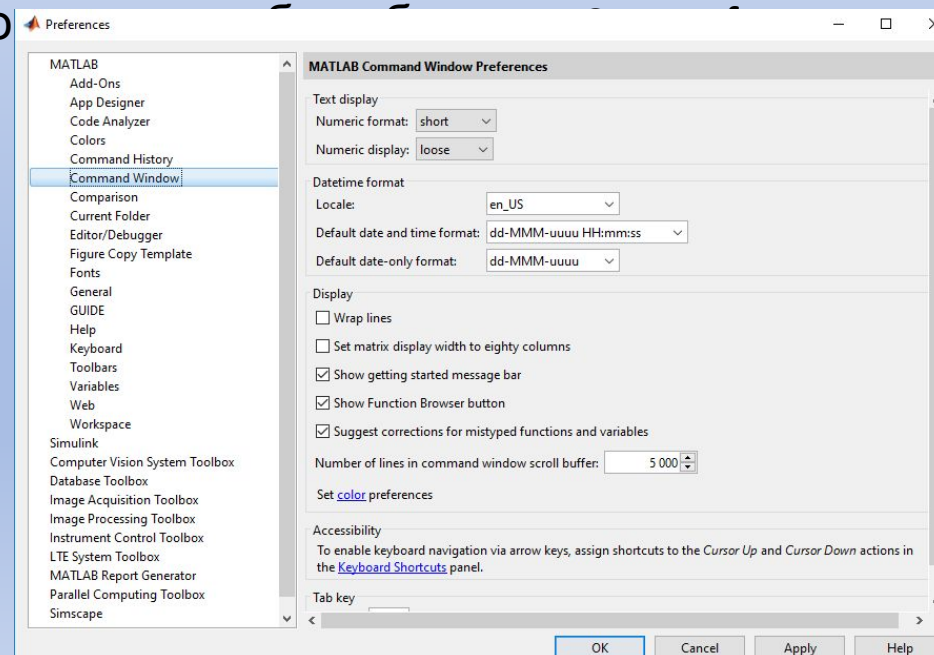 Preferences
MATLAB
Add-Ons
App Designer
Code Analyzer
Colors
Command History
Command Window
Comparison
Current Folder
Editor/Debugger
Figure Copy Template
Fonts
General
GUIDE
Help
Keyboard
Toolbars
Variables
Web
Workspace
Simulink
Computer Vision System Toolbox
Database Toolbox
Image Acquisition Toolbox
Image Processing Toolbox
Instrument Control Toolbox
LTE System Toolbox
MATLAB Report Generator
Parallel Computing Toolbox
Simscape
MATLAB Command Window Preferences
Text display
Numeric format: short
Numeric display: loose
Datetime format
Locale: en_US
Default date and time format: dd-MMM-uuuu HH:mm:ss
Default date-only format: dd-MMM-uuuu
Display
Wrap lines
Set matrix display width to eighty columns
Show getting started message bar
Show Function Browser button
Suggest corrections for mistyped functions and variables
Number of lines in command window scroll buffer: 5 000
Set color preferences
Accessibility
To enable keyboard navigation via arrow keys, assign shortcuts to the Cursor Up and Cursor Down actions in
the Keyboard Shortcuts panel.
Tab key
OK Cancel Apply Help